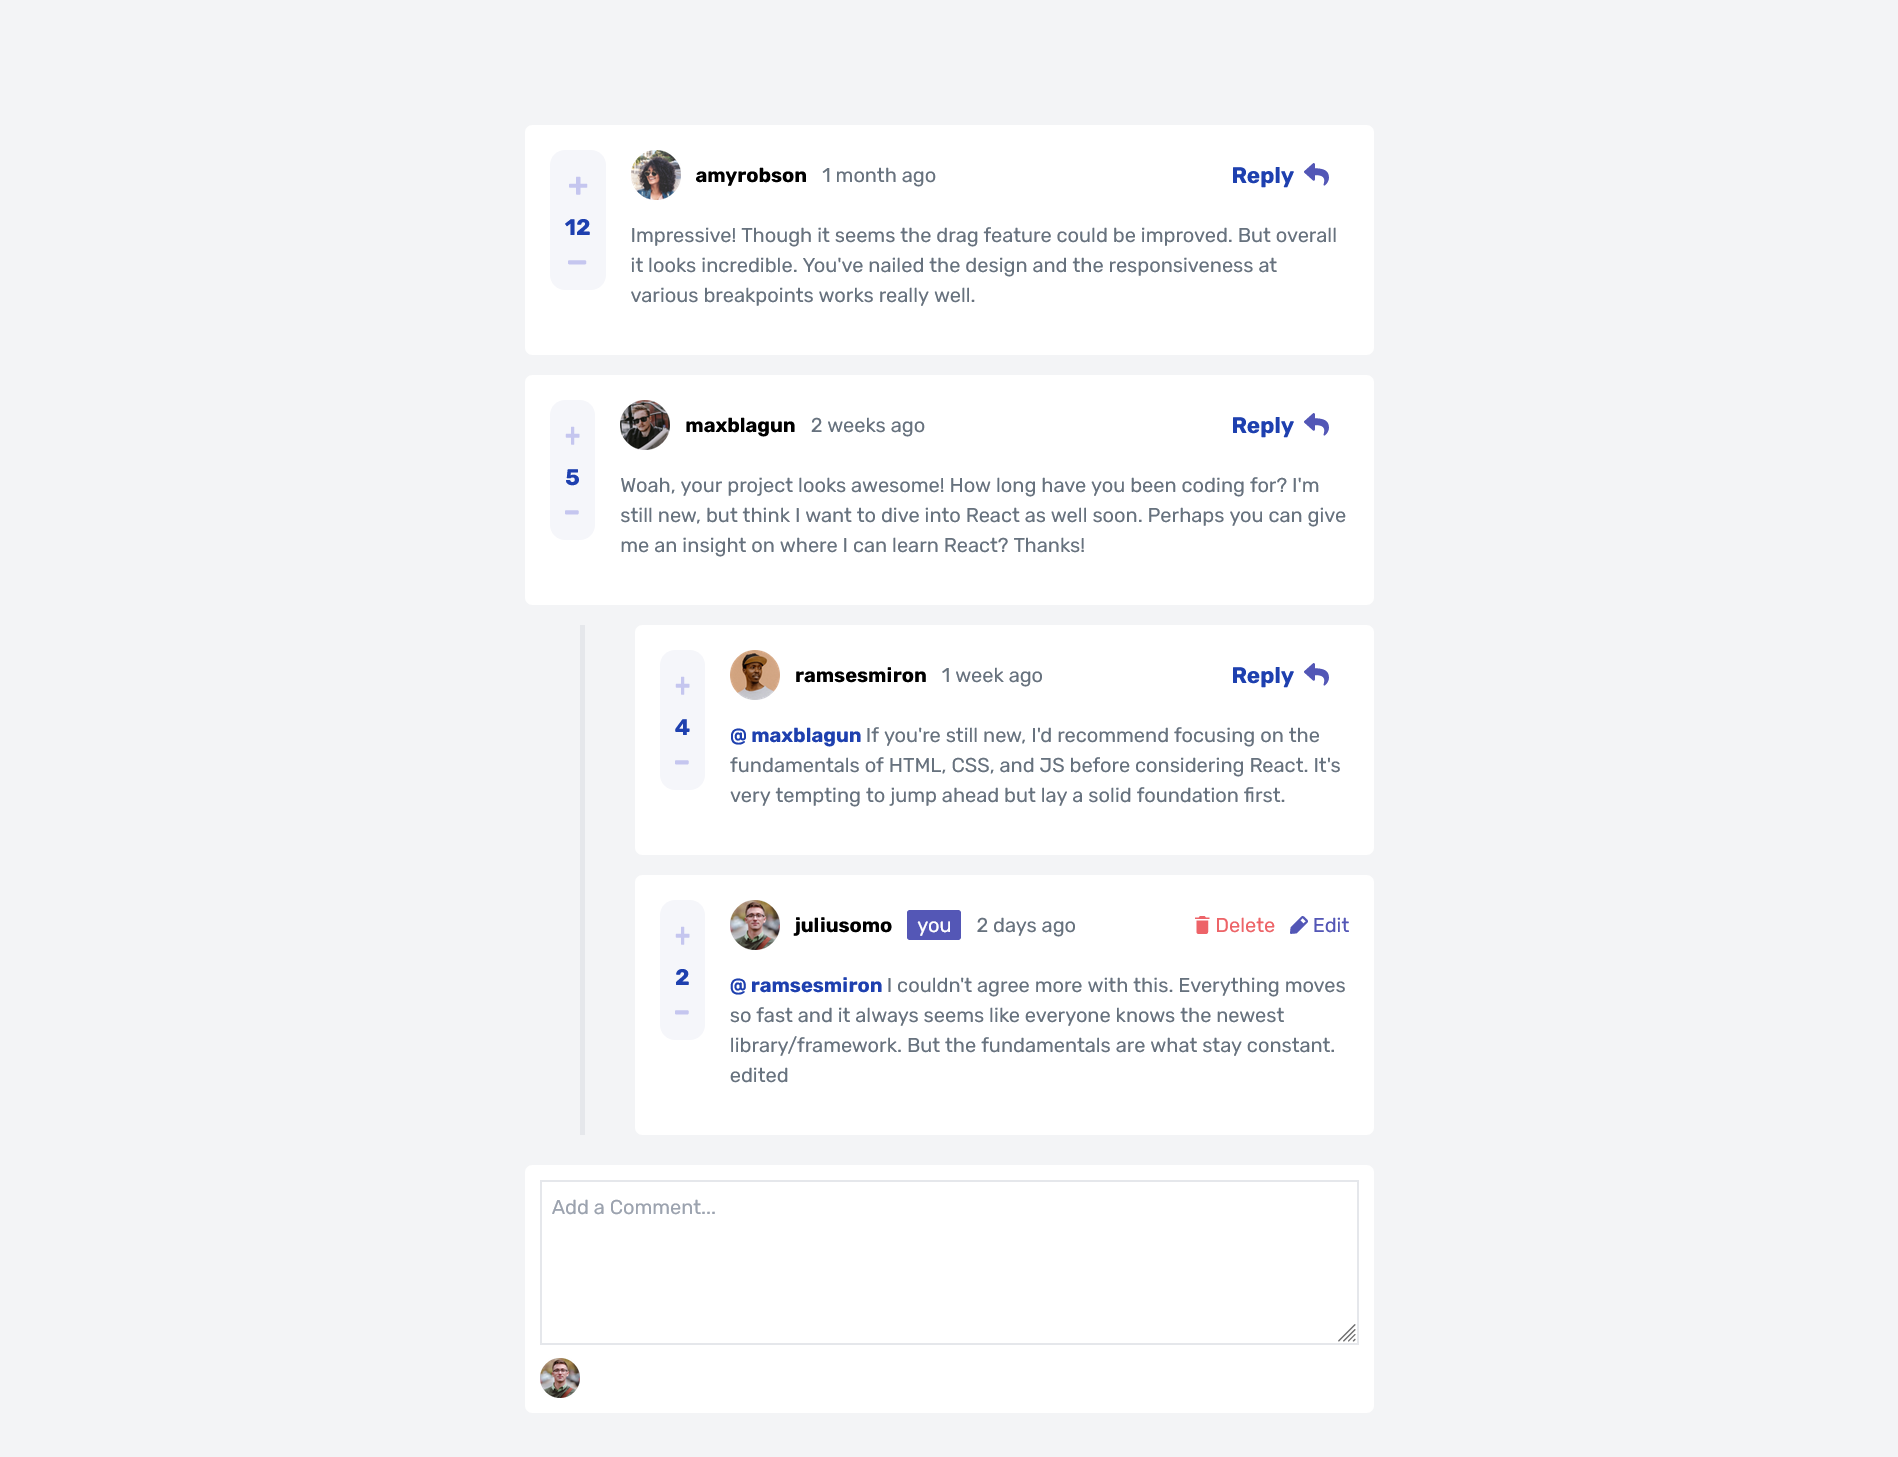 +
12
−
amyrobson 1 month ago Reply
Impressive! Though it seems the drag feature could be improved. But overall
it looks incredible. You've nailed the design and the responsiveness at
various breakpoints works really well.
+
5
−
maxblagun 2 weeks ago Reply
Woah, your project looks awesome! How long have you been coding for? I'm
still new, but think I want to dive into React as well soon. Perhaps you can give
me an insight on where I can learn React? Thanks!
+
4
−
ramsesmiron 1 week ago Reply
@ maxblagun If you're still new, I'd recommend focusing on the
fundamentals of HTML, CSS, and JS before considering React. It's
very tempting to jump ahead but lay a solid foundation first.
+
2
−
juliusomo you 2 days ago Delete Edit
@ ramsesmiron I couldn't agree more with this. Everything moves
so fast and it always seems like everyone knows the newest
library/framework. But the fundamentals are what stay constant.
edited
Add a Comment...